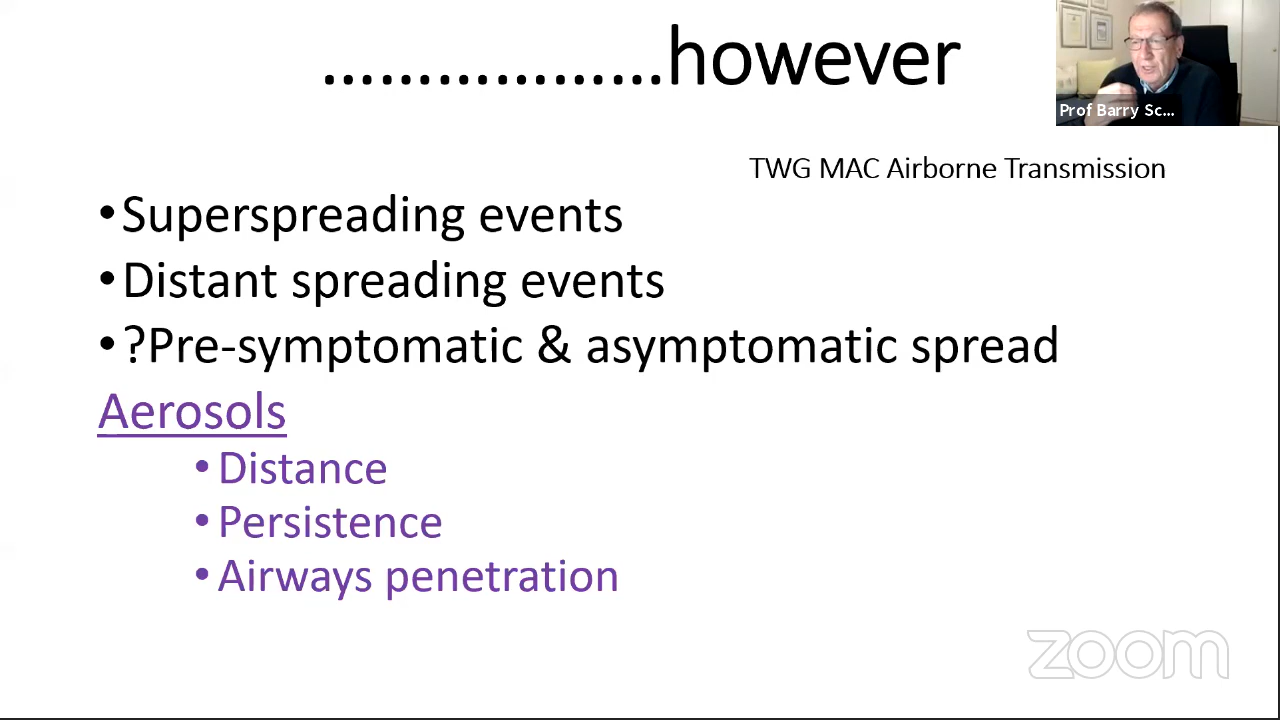 ………………however
Prof Barry Sc...
TWG MAC Airborne Transmission
•Superspreading events
•Distant spreading events
•?Pre-symptomatic & asymptomatic spread
Aerosols
•Distance
•Persistence
•Airways penetration
zoom